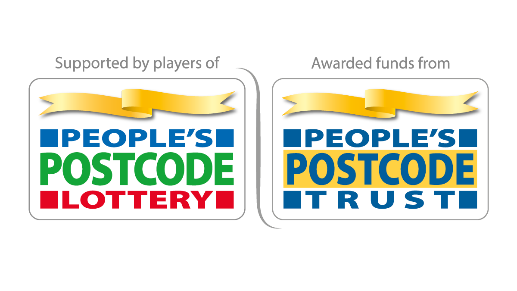 Supported by players of
PEOPLE'S
POSTCODE
LOTTERY
Awarded funds from
PEOPLE'S
POSTCODE
TRUST